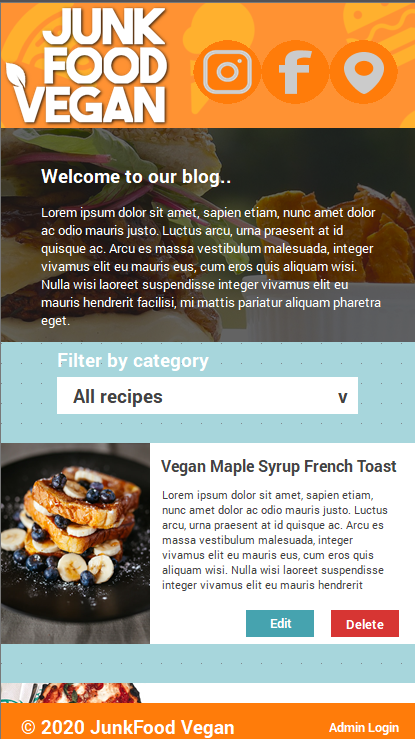 JUNK
FOOD
VEGAN
Welcome to our blog..
Lorem ipsum dolor sit amet, sapien etiam, nunc amet dolor
ac odio mauris justo. Luctus arcu, urna praesent at id
quisque ac. Arcu es massa vestibulum malesuada, integer
vivamus elit eu mauris eus, cum eros quis aliquam wisi.
Nulla wisi laoreet suspendisse integer vivamus elit eu
mauris hendrerit facilisi, mi mattis pariatur aliquam pharetra
eget.
Filter by category
All recipes v
Vegan Maple Syrup French Toast
Lorem ipsum dolor sit amet, sapien etiam,
nunc amet dolor ac odio mauris justo. Luctus
arcu, urna praesent at id quisque ac. Arcu es
massa vestibulum malesuada, integer
vivamus elit eu mauris eus, cum eros quis
aliquam wisi. Nulla wisi laoreet suspendisse
integer vivamus elit eu mauris hendrerit
Edit Delete
© 2020 JunkFood Vegan Admin Login